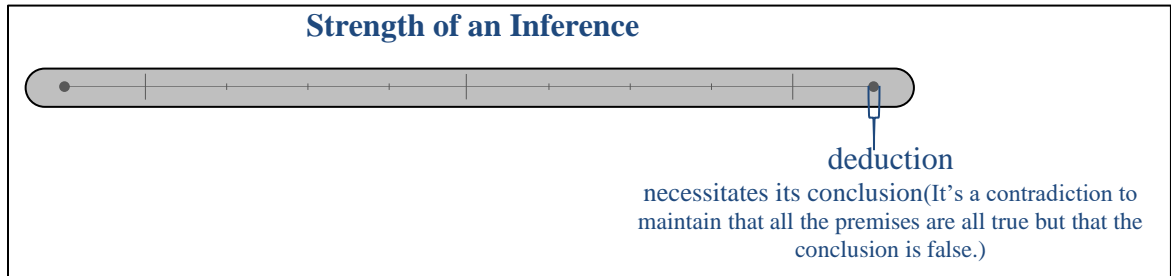 Strength of an Inference
deduction
necessitates its conclusion(It’s a contradiction to
maintain that all the premises are all true but that the
conclusion is false.)